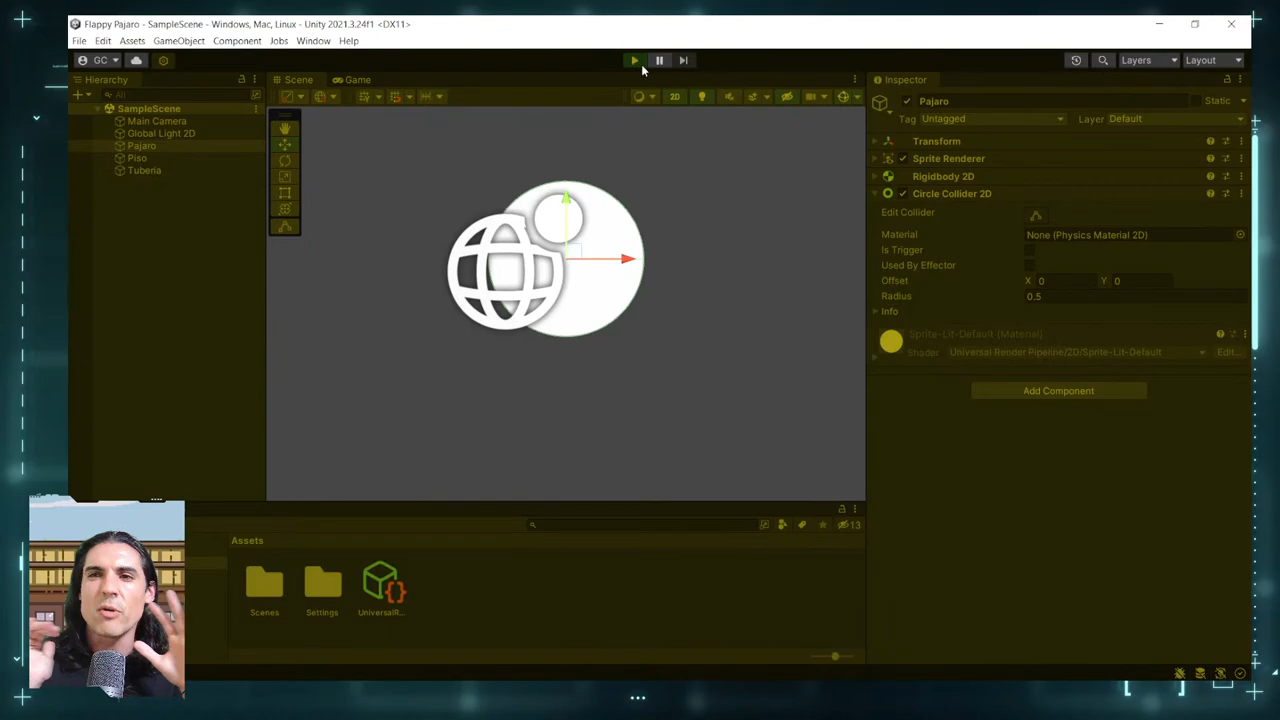 Flappy Pajaro - SampleScene - Windows, Mac, Linux - Unity 2021.3.24f1 <DX11>
File Edit Assets GameObject Component Jobs Window Help
GC
Layers
Layout
Hierarchy
Scene
Game
Inspector
All
2D
SampleScene
Main Camera
Global Light 2D
Pajaro
Piso
Tuberia
Pajaro
Static
Tag Untagged
Layer Default
Transform
Sprite Renderer
Rigidbody 2D
Circle Collider 2D
Edit Collider
Material None (Physics Material 2D)
Is Trigger
Used By Effector
Offset X 0 Y 0
Radius 0.5
Info
Sprite-Lit-Default (Material)
Shader Universal Render Pipeline/2D/Sprite-Lit-Default Edit...
Add Component
13
Assets
Scenes
Settings
UniversalR...